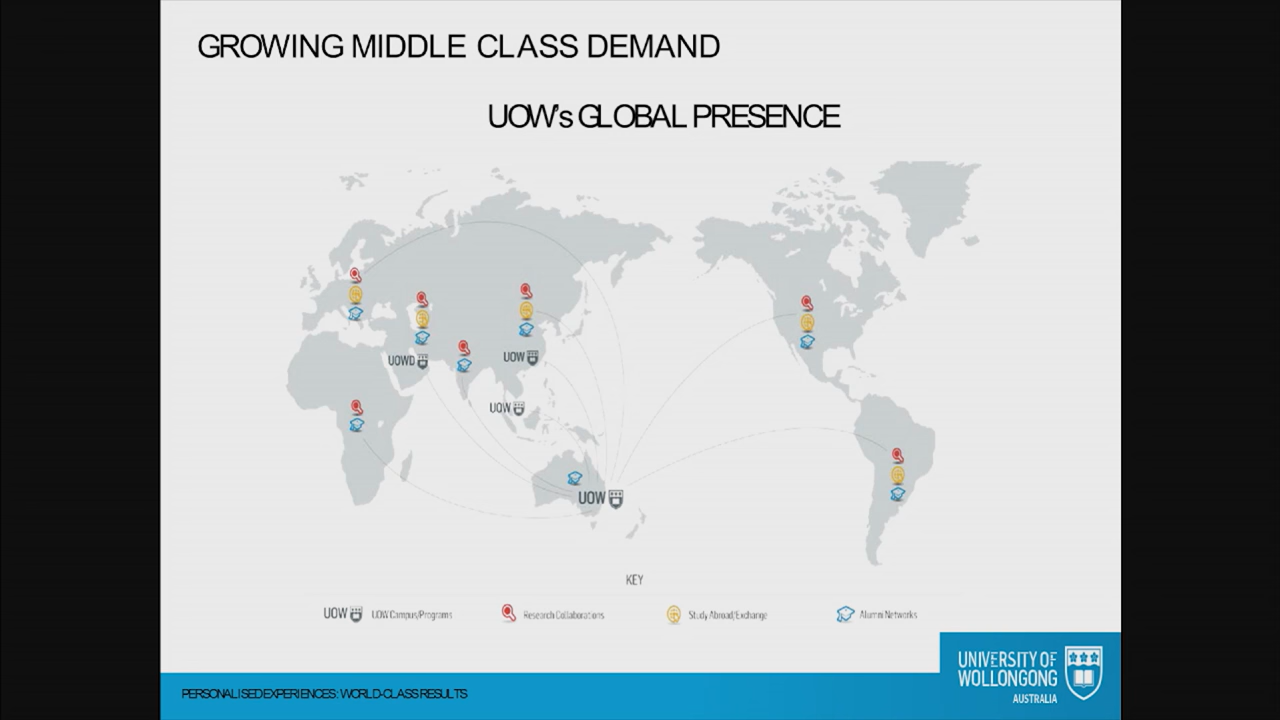 GROWING MIDDLE CLASS DEMAND
UOW's GLOBAL PRESENCE
UOWD
UOW
UOW
UOW
KEY
UOW UOW Campus/Programs Research Collaborations Study Abroad/Exchange Alumni Networks
UNIVERSITY OF
WOLLONGONG
AUSTRALIA
PERSONALISED EXPERIENCES: WORLD-CLASS RESULTS